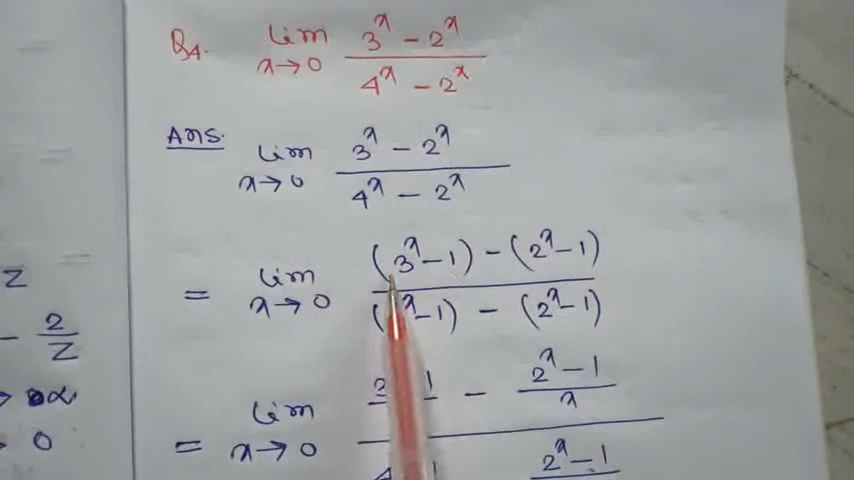 Q4. lim x→0 (3^x - 2^x) / (4^x - 2^x)
Ans. lim x→0 (3^x - 2^x) / (4^x - 2^x)
= lim x→0 ((3^x - 1) - (2^x - 1)) / (( ^x - 1) - (2^x - 1))
= lim x→0 - (2^x - 1) / x
2^x - 1
z
- 2/z
→ 0